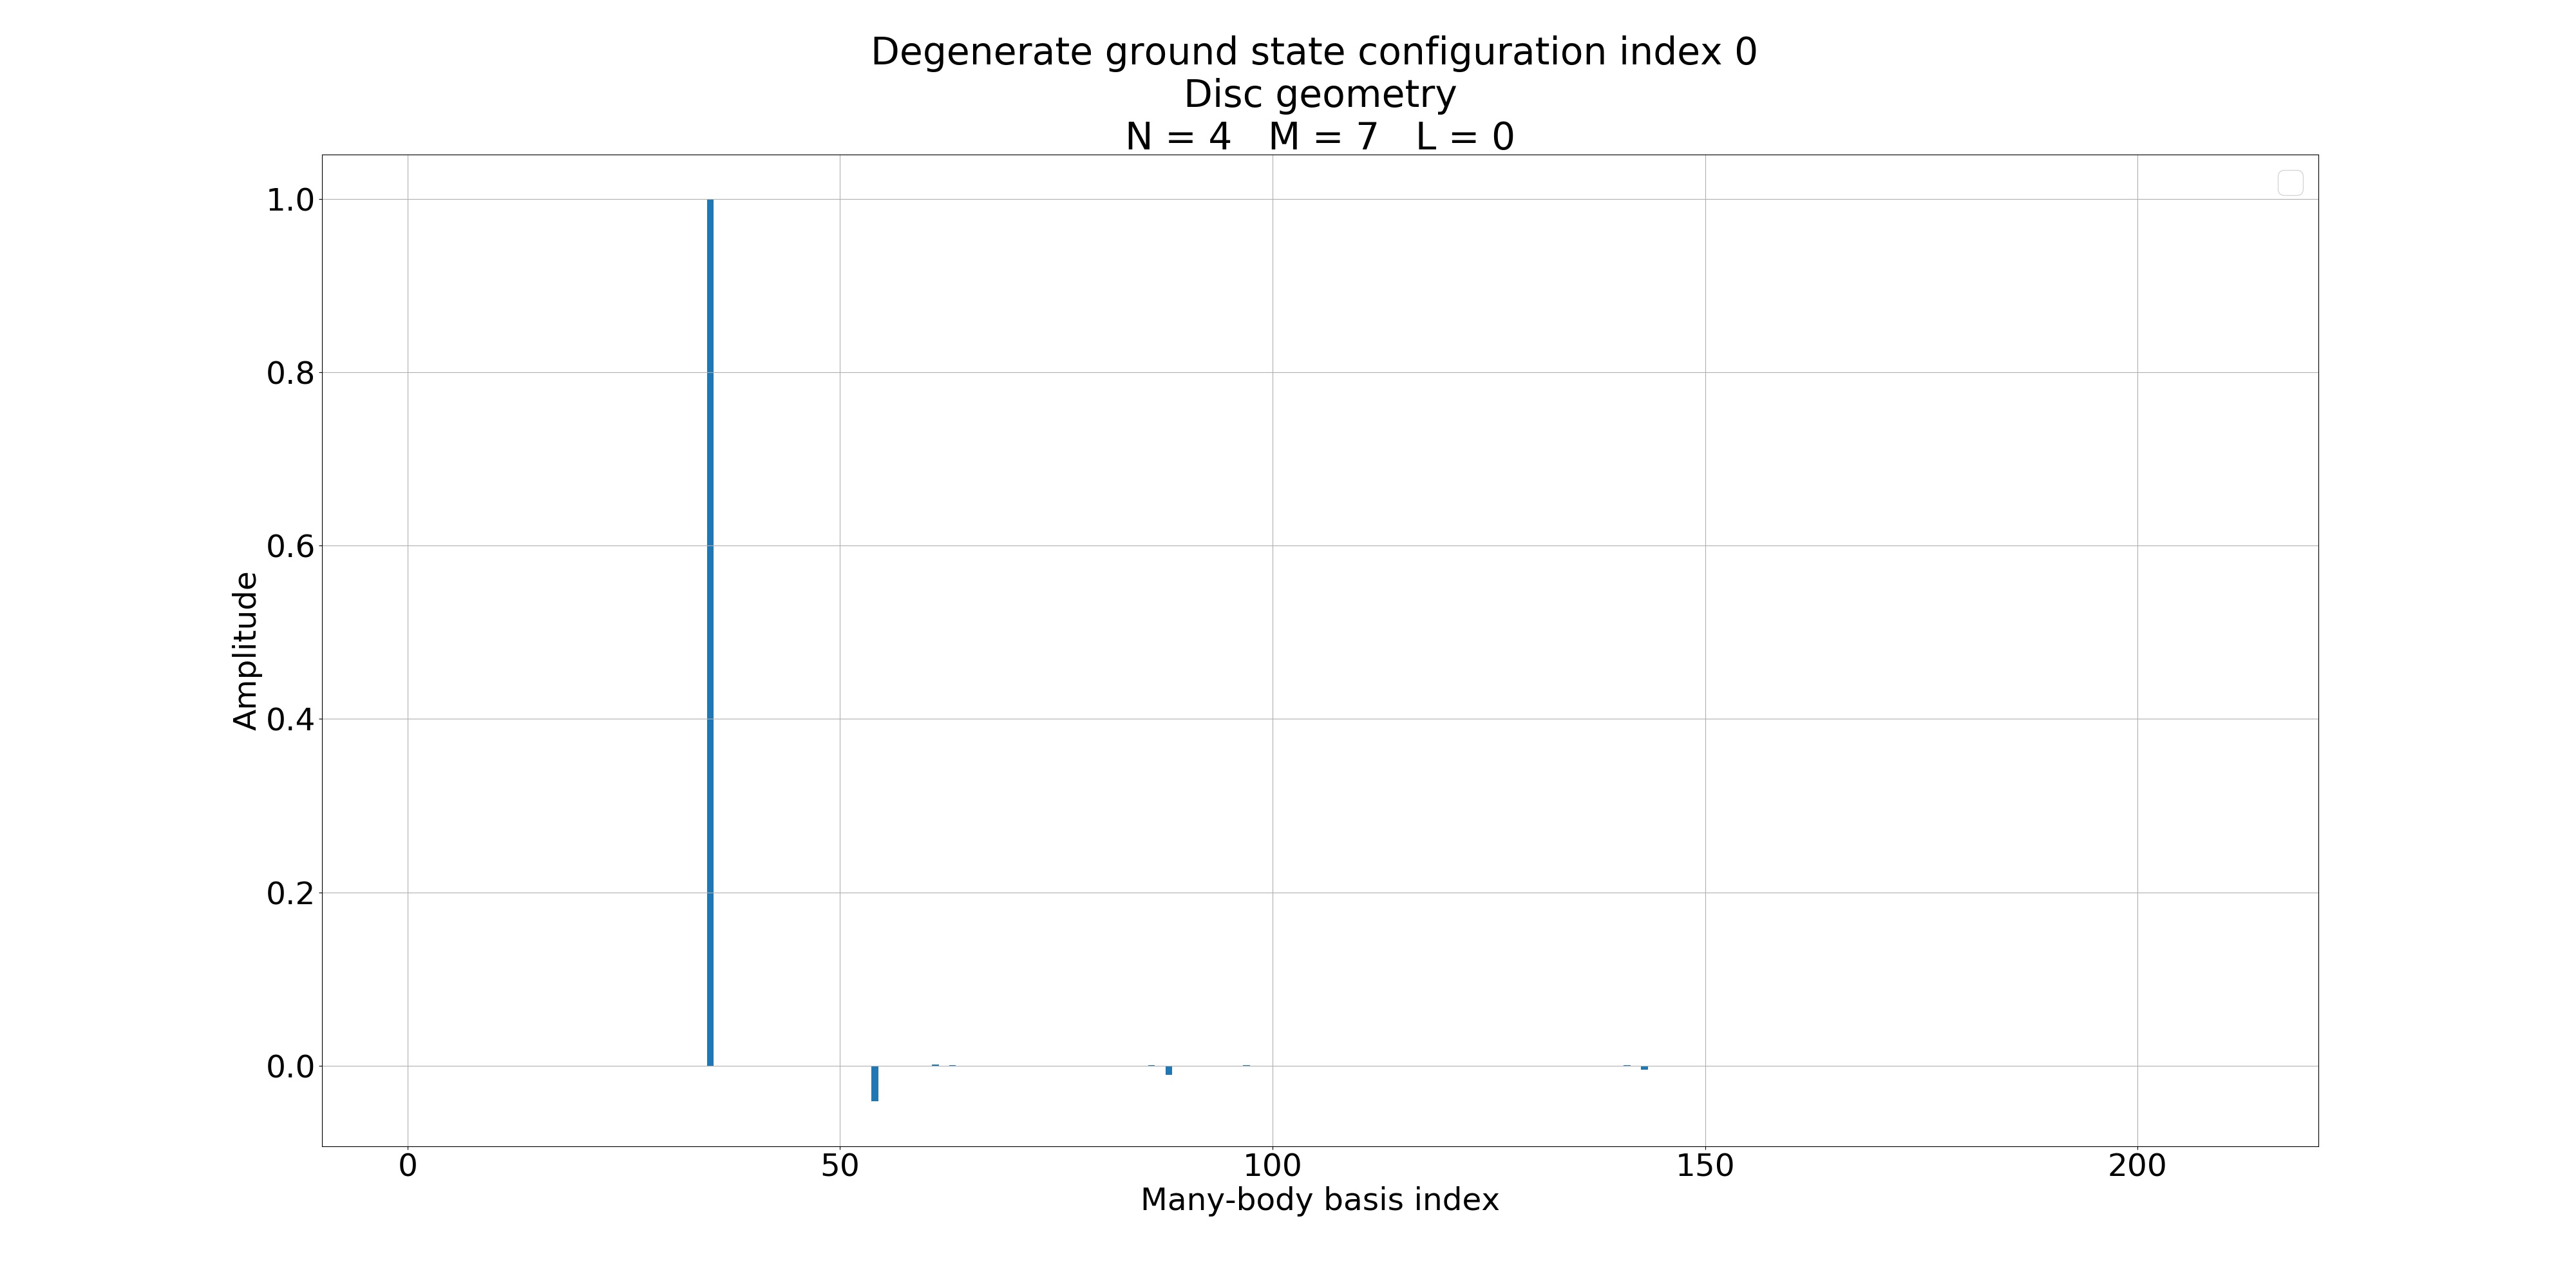 Degenerate ground state configuration index 0
Disc geometry
N = 4   M = 7   L = 0
1.0
0.8
0.6
0.4
0.2
0.0
Amplitude
0 50 100 150 200
Many-body basis index